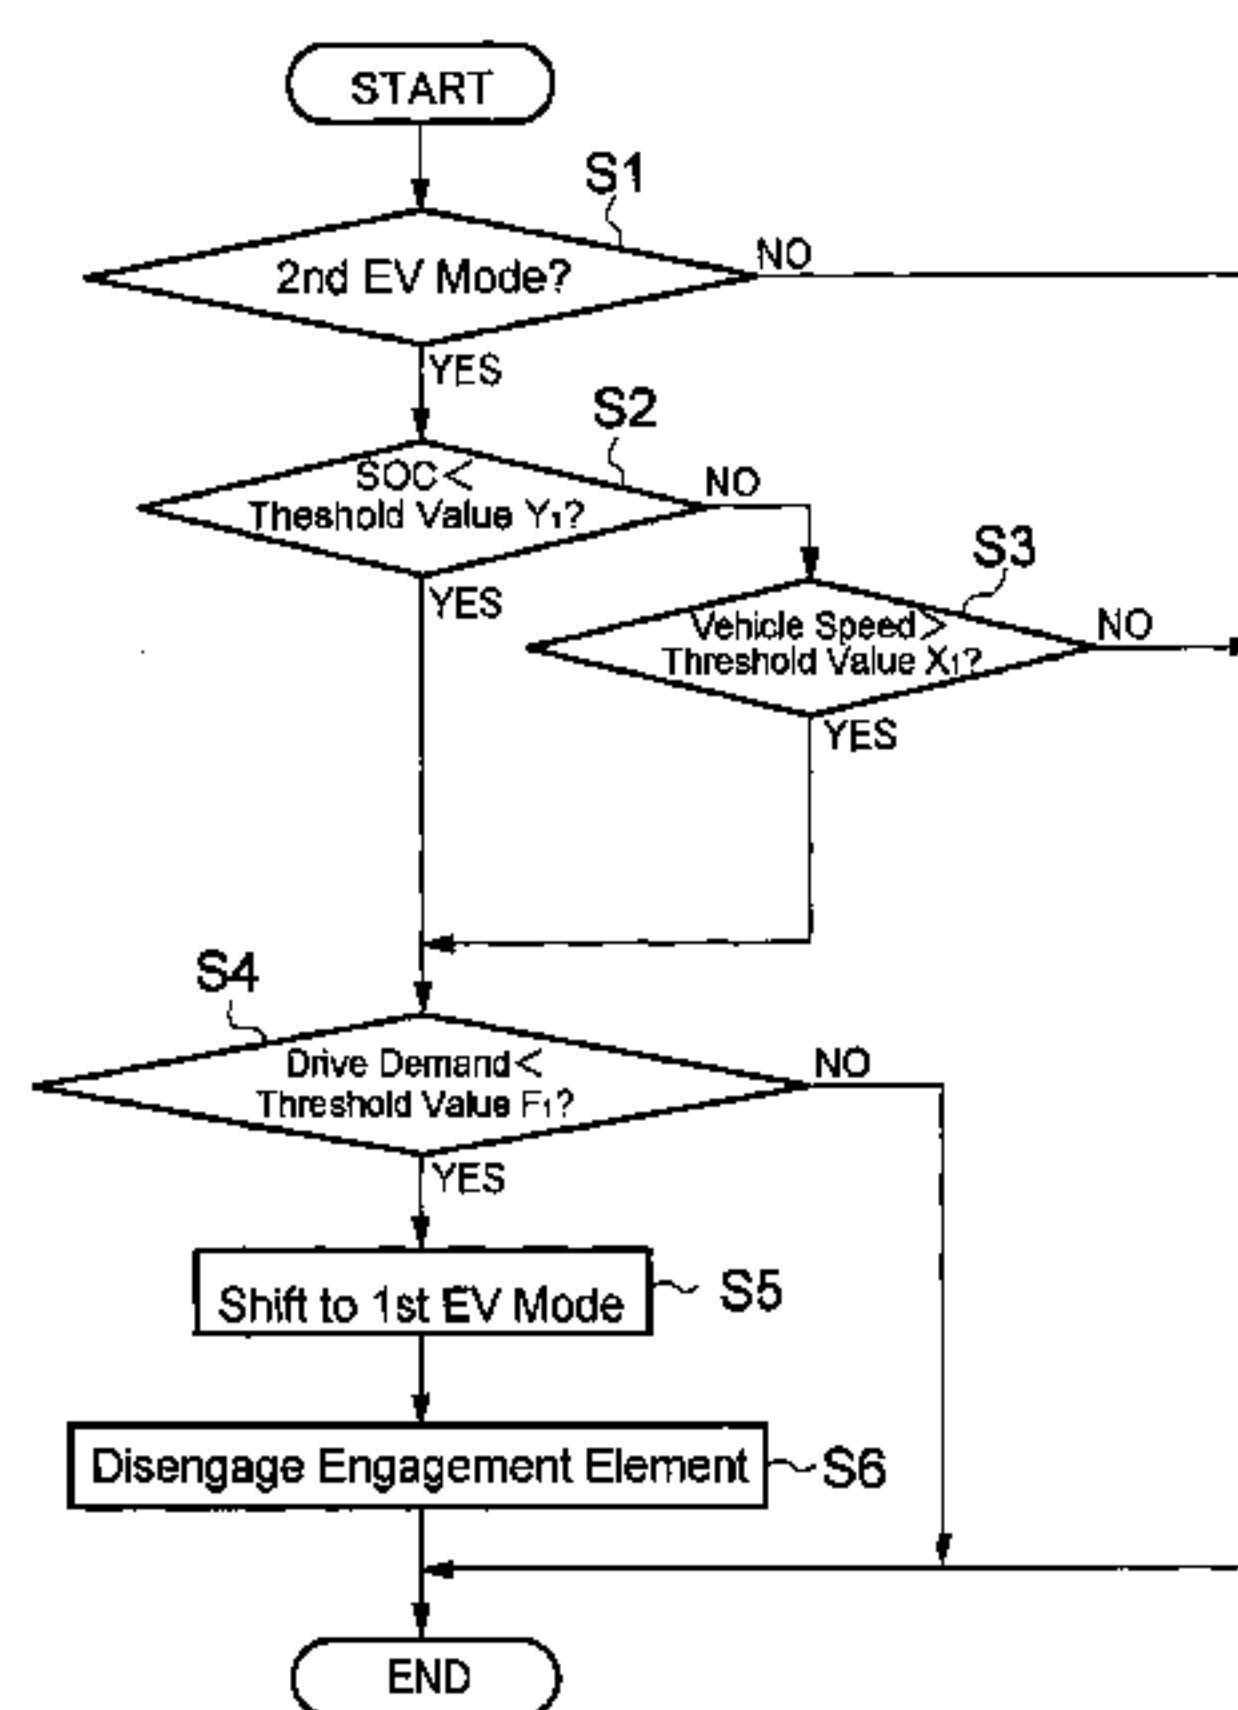 START
S1
2nd EV Mode?
NO
YES
S2
SOC<
Theshold Value Y₁?
NO
YES
S3
Vehicle Speed>
Threshold Value X₁?
NO
YES
S4
Drive Demand<
Threshold Value F₁?
NO
YES
Shift to 1st EV Mode
S5
Disengage Engagement Element
S6
END